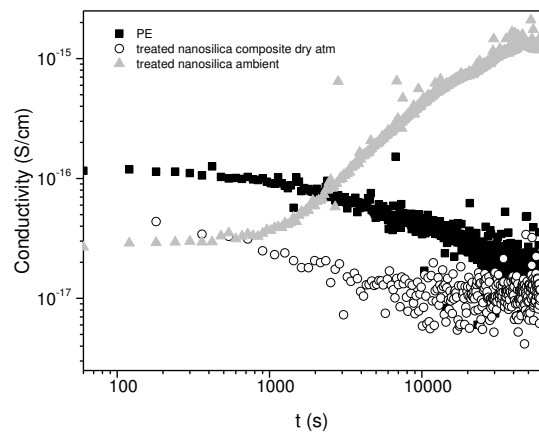 PE
treated nanosilica composite dry atm
treated nanosilica ambient
10-15
10-16
10-17
Conductivity (S/cm)
100 1000 10000
t (s)